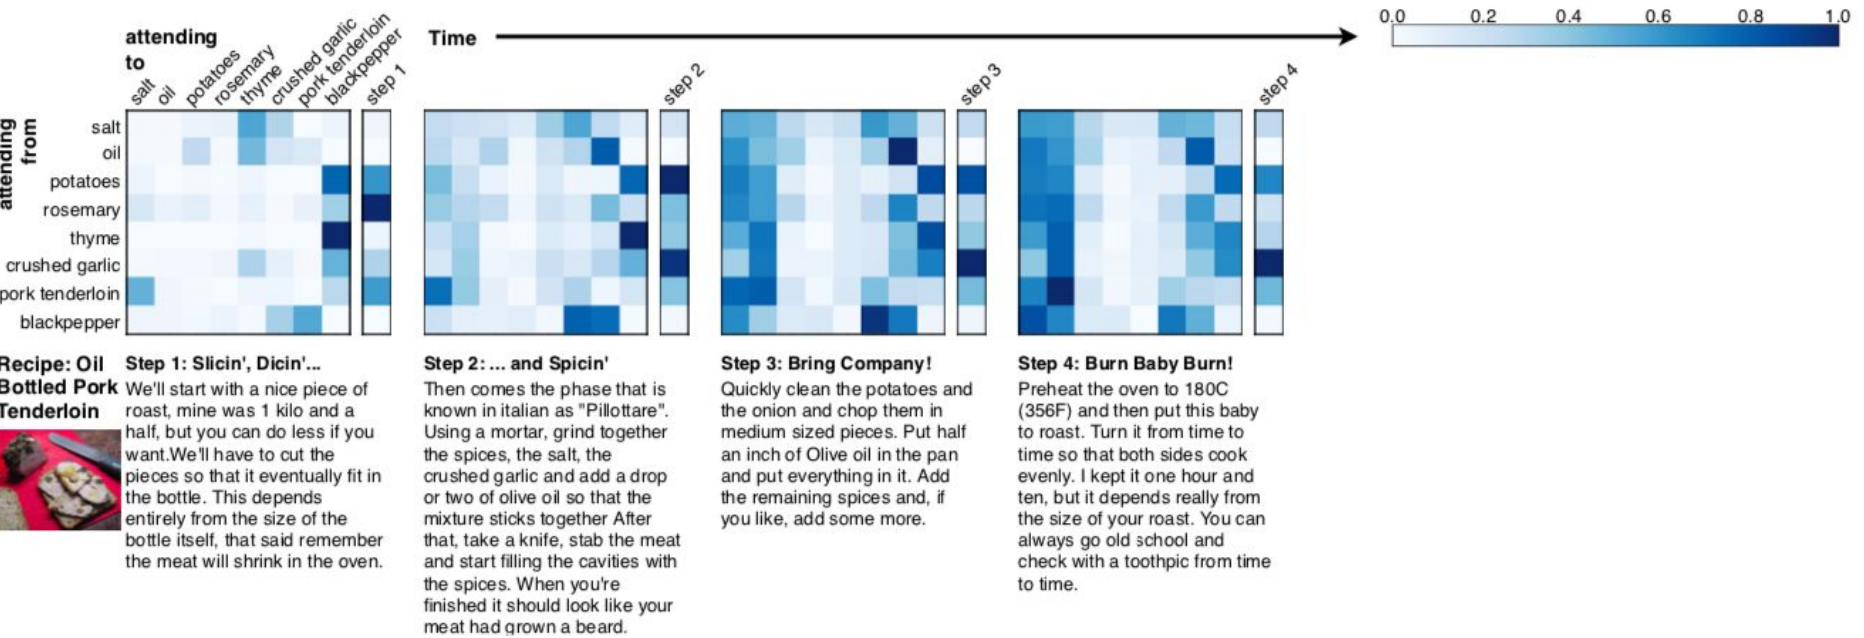 attending
to
salt
oil
potatoes
rosemary
thyme
crushed garlic
pork tenderloin
blackpepper
step 1
Time
step 2
step 3
step 4
0.0 0.2 0.4 0.6 0.8 1.0
attending
from
salt
oil
potatoes
rosemary
thyme
crushed garlic
pork tenderloin
blackpepper
Recipe: Oil
Bottled Pork
Tenderloin
Step 1: Slicin', Dicin'...
We'll start with a nice piece of
roast, mine was 1 kilo and a
half, but you can do less if you
want.We'll have to cut the
pieces so that it eventually fit in
the bottle. This depends
entirely from the size of the
bottle itself, that said remember
the meat will shrink in the oven.
Step 2: ... and Spicin'
Then comes the phase that is
known in italian as "Pillottare".
Using a mortar, grind together
the spices, the salt, the
crushed garlic and add a drop
or two of olive oil so that the
mixture sticks together After
that, take a knife, stab the meat
and start filling the cavities with
the spices. When you're
finished it should look like your
meat had grown a beard.
Step 3: Bring Company!
Quickly clean the potatoes and
the onion and chop them in
medium sized pieces. Put half
an inch of Olive oil in the pan
and put everything in it. Add
the remaining spices and, if
you like, add some more.
Step 4: Burn Baby Burn!
Preheat the oven to 180C
(356F) and then put this baby
to roast. Turn it from time to
time so that both sides cook
evenly. I kept it one hour and
ten, but it depends really from
the size of your roast. You can
always go old school and
check with a toothpic from time
to time.